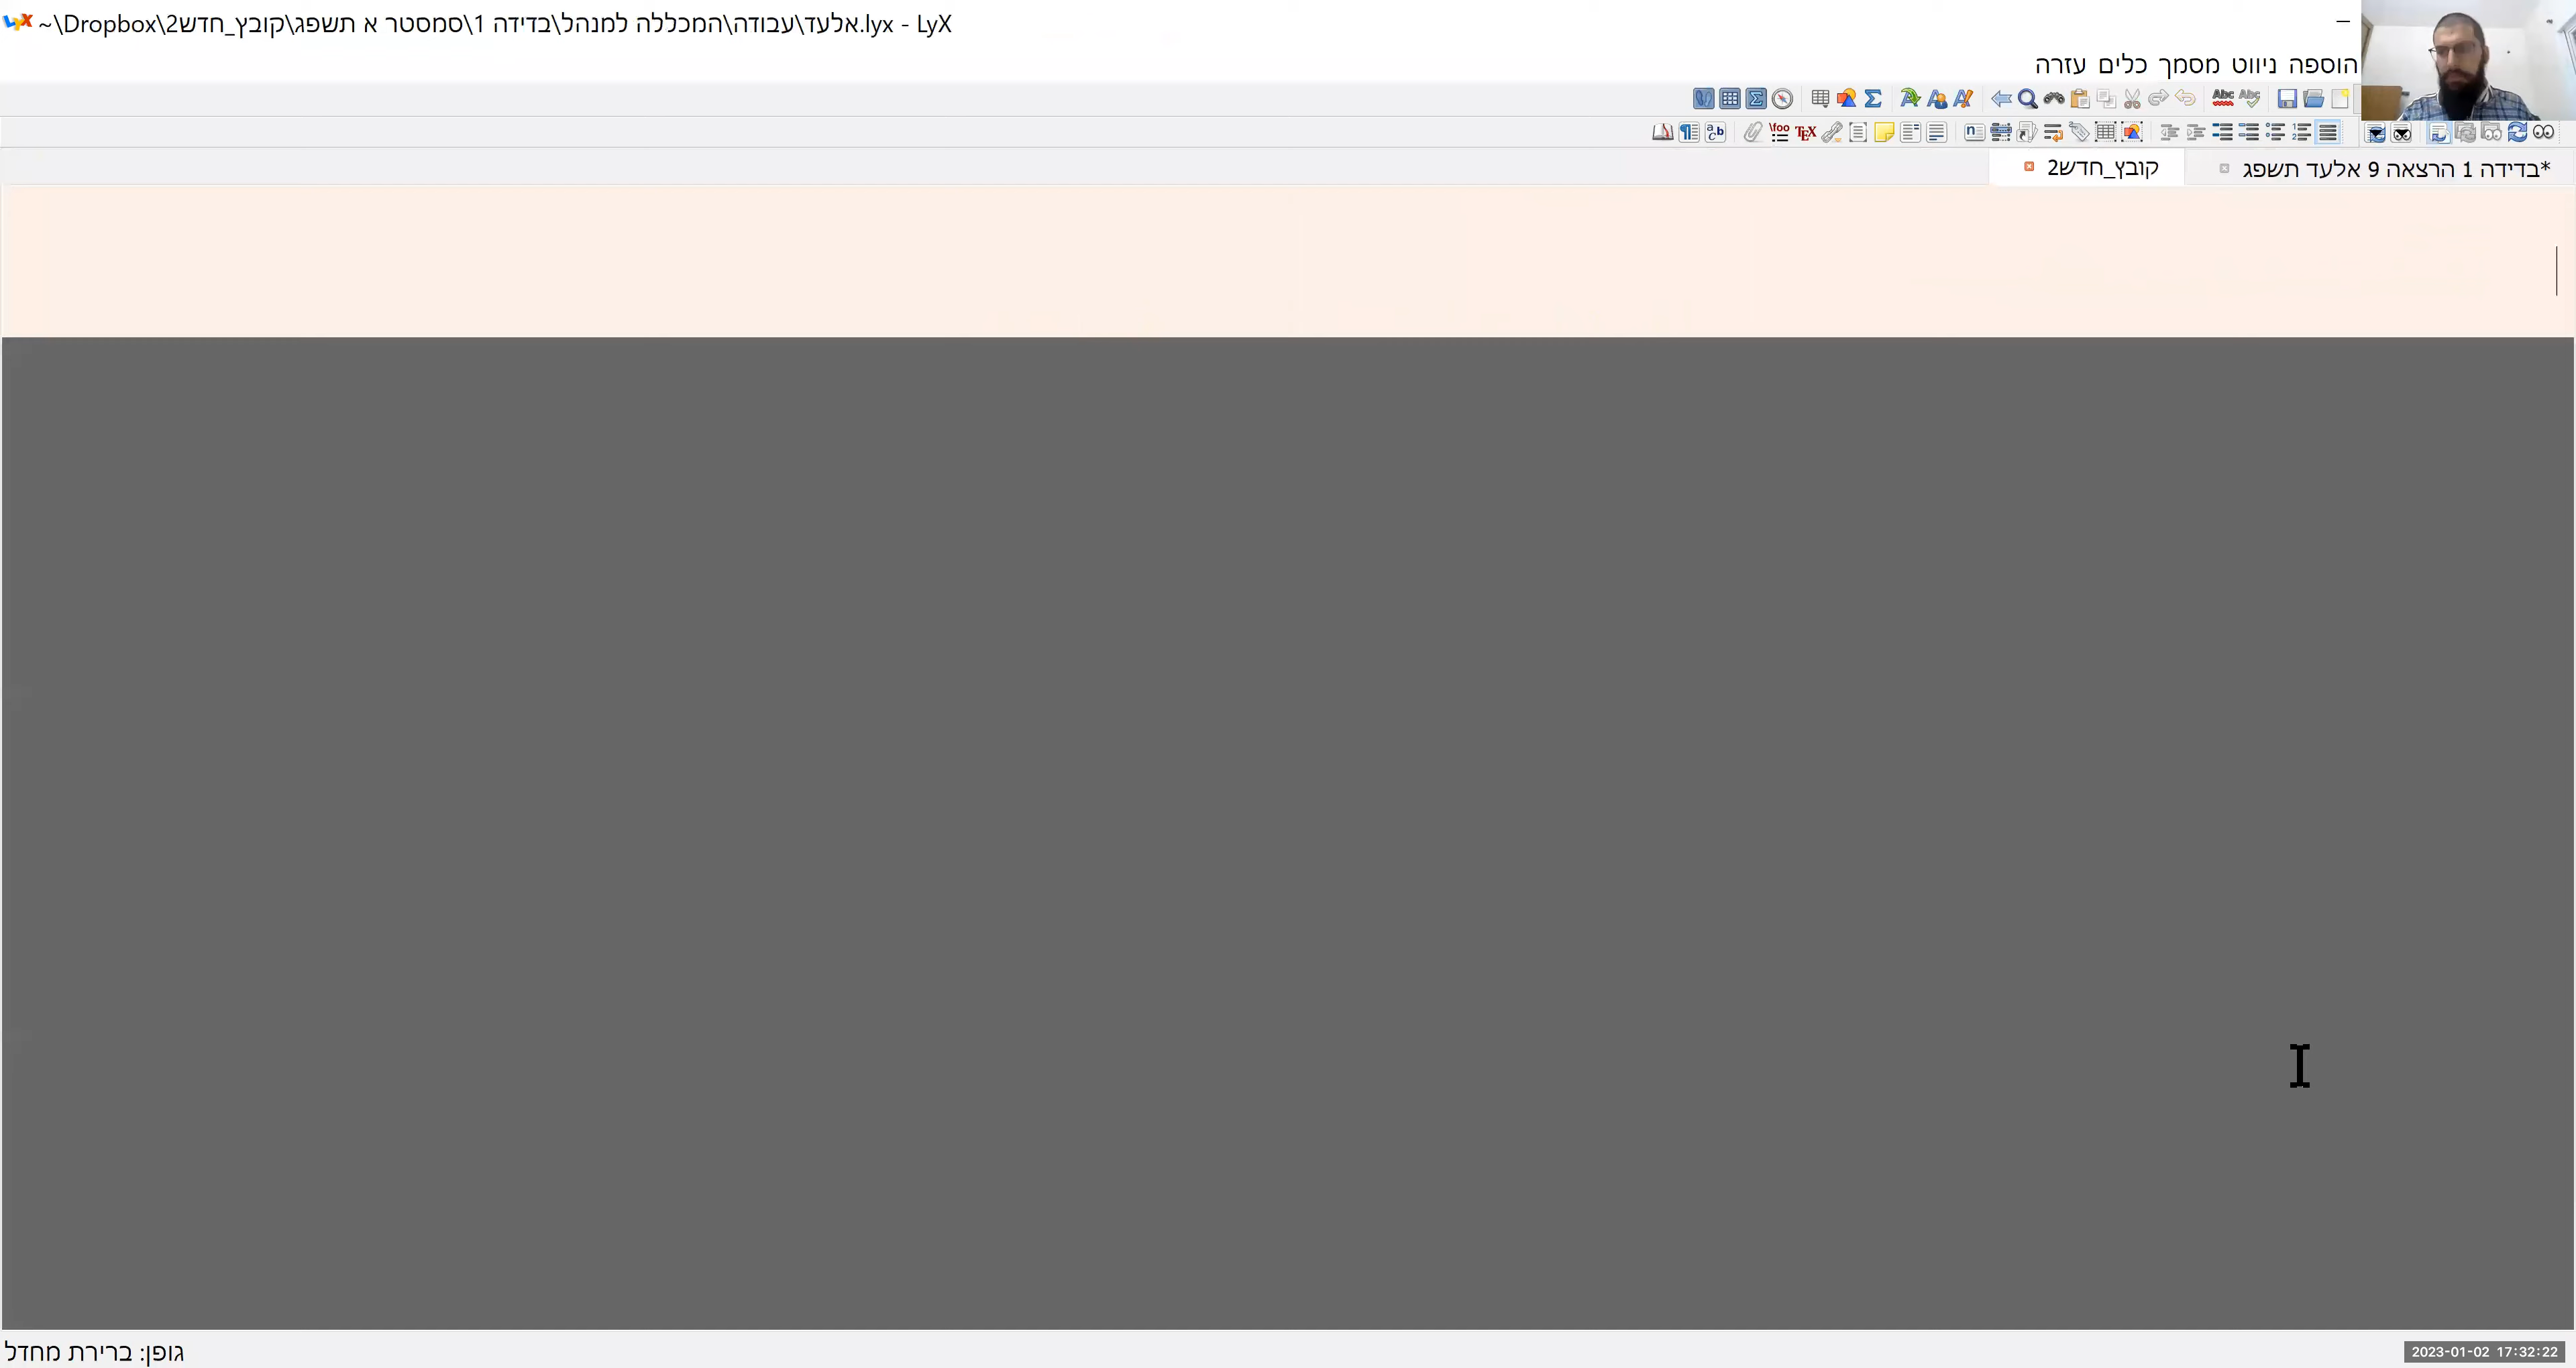 ~\Dropbox\אלעד\עבודה\המכללה למנהל\בדידה 1\סמסטר א תשפג\קובץ_חדש2.lyx - LyX
הוספה ניווט מסמך כלים עזרה
*בדידה 1 הרצאה 9 אלעד תשפג
קובץ_חדש2
גופן: ברירת מחדל
2023-01-02 17:32:22